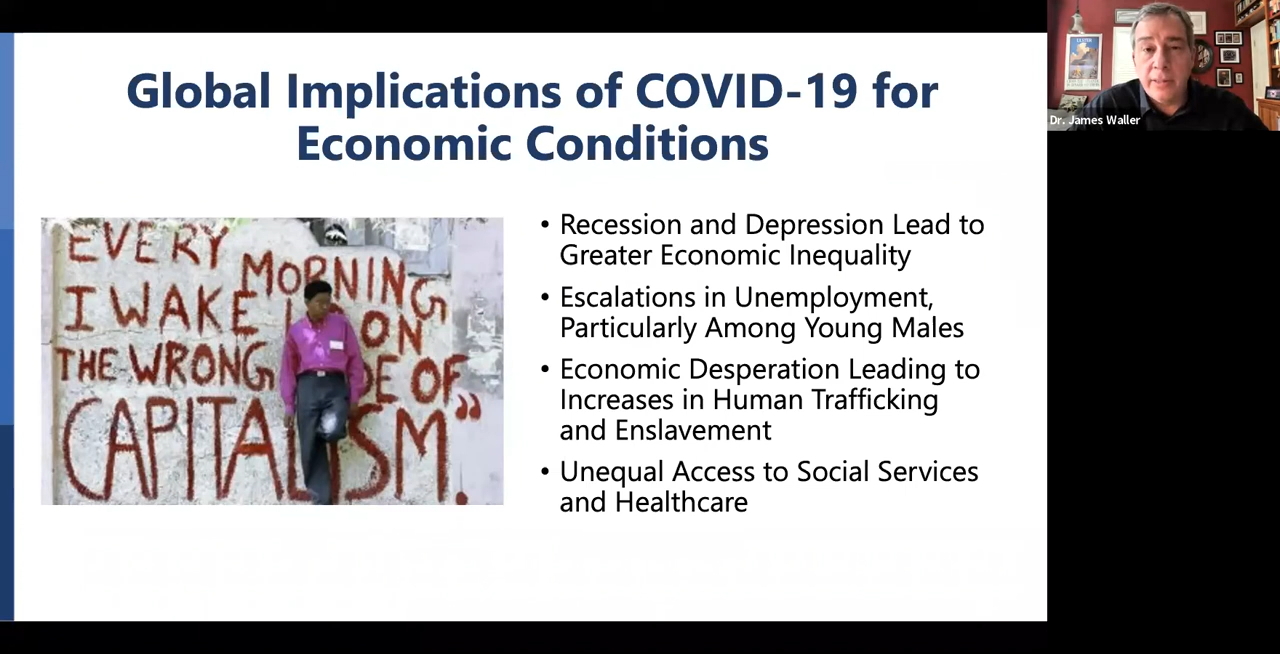 Global Implications of COVID-19 for
Economic Conditions
EVERY
MORNING
I WAKE ON
THE WRONG OF
CAPITALISM”.
• Recession and Depression Lead to
Greater Economic Inequality
• Escalations in Unemployment,
Particularly Among Young Males
• Economic Desperation Leading to
Increases in Human Trafficking
and Enslavement
• Unequal Access to Social Services
and Healthcare
Dr. James Waller